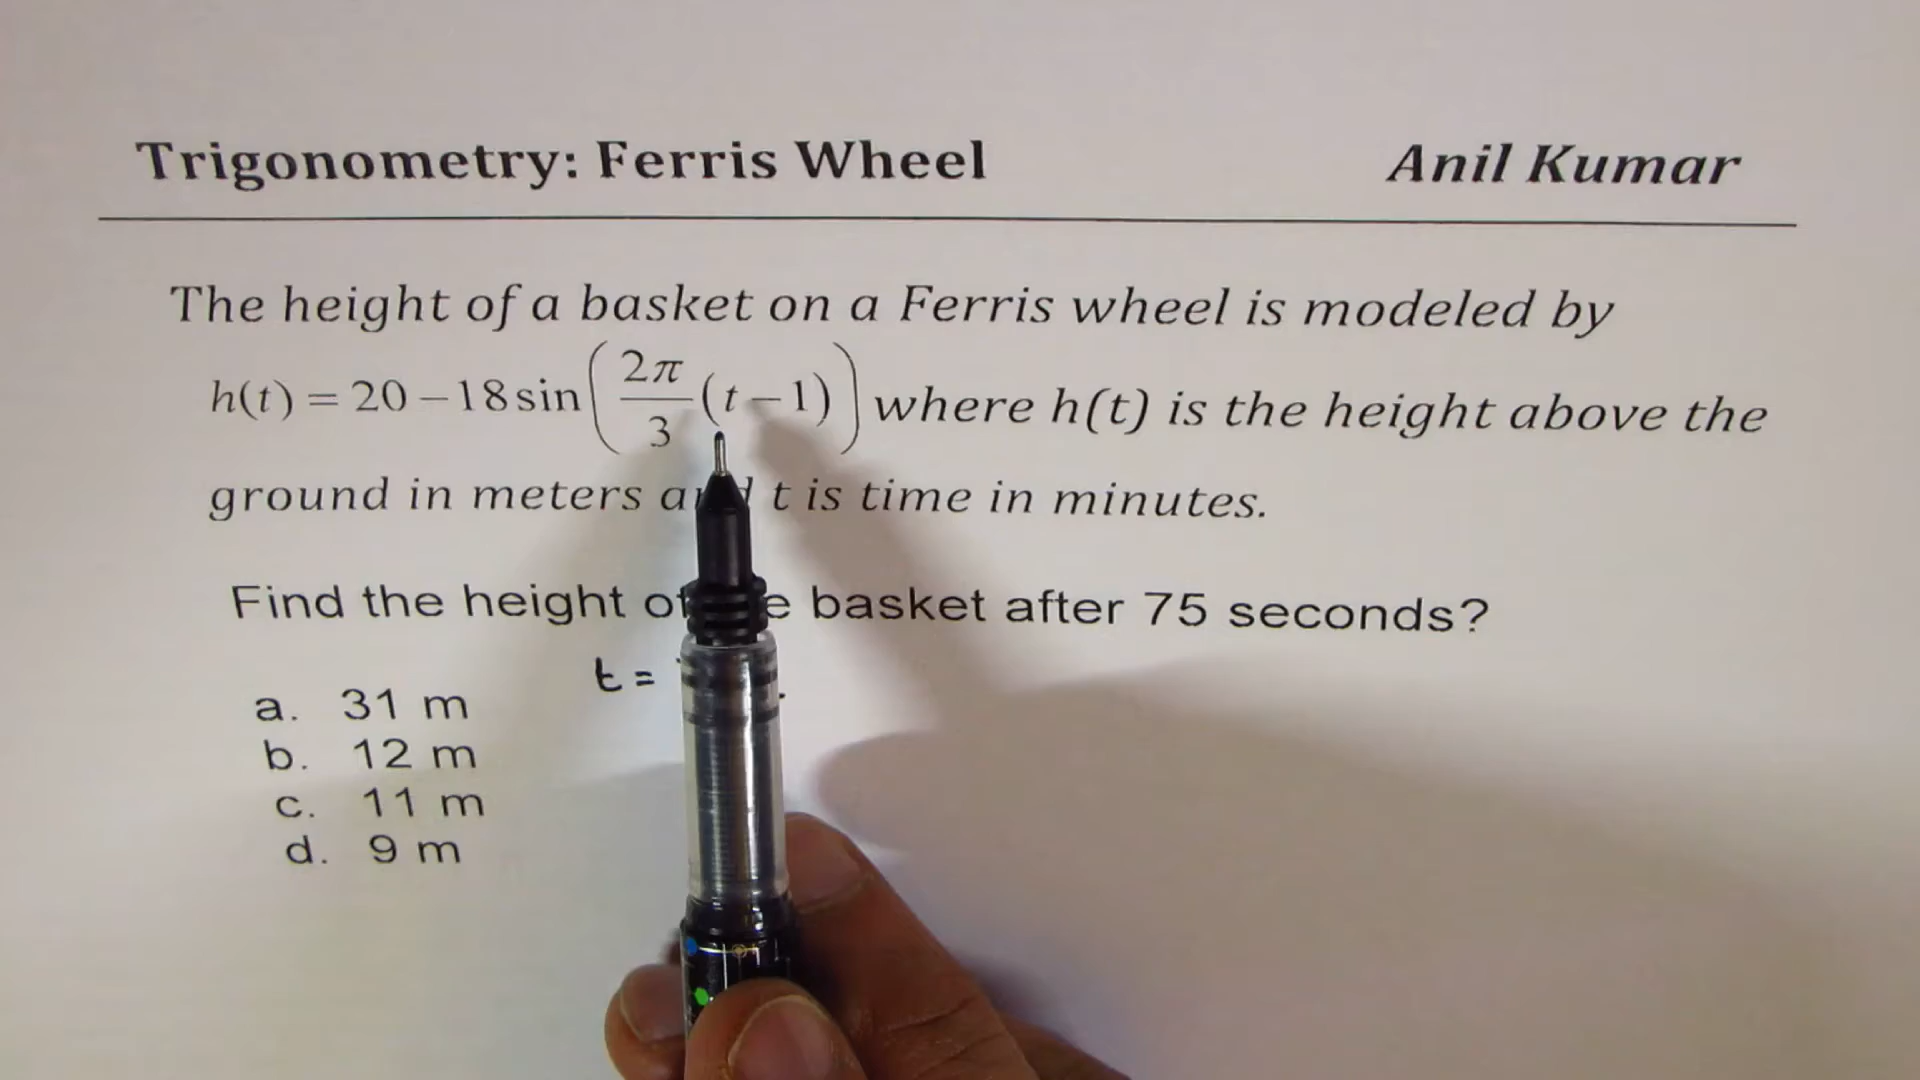 Trigonometry: Ferris Wheel Anil Kumar
The height of a basket on a Ferris wheel is modeled by
h(t) = 20 − 18 sin(2π/3 (t − 1)) where h(t) is the height above the
ground in meters t is time in minutes.
Find the height basket after 75 seconds?
t =
a. 31 m
b. 12 m
c. 11 m
d. 9 m